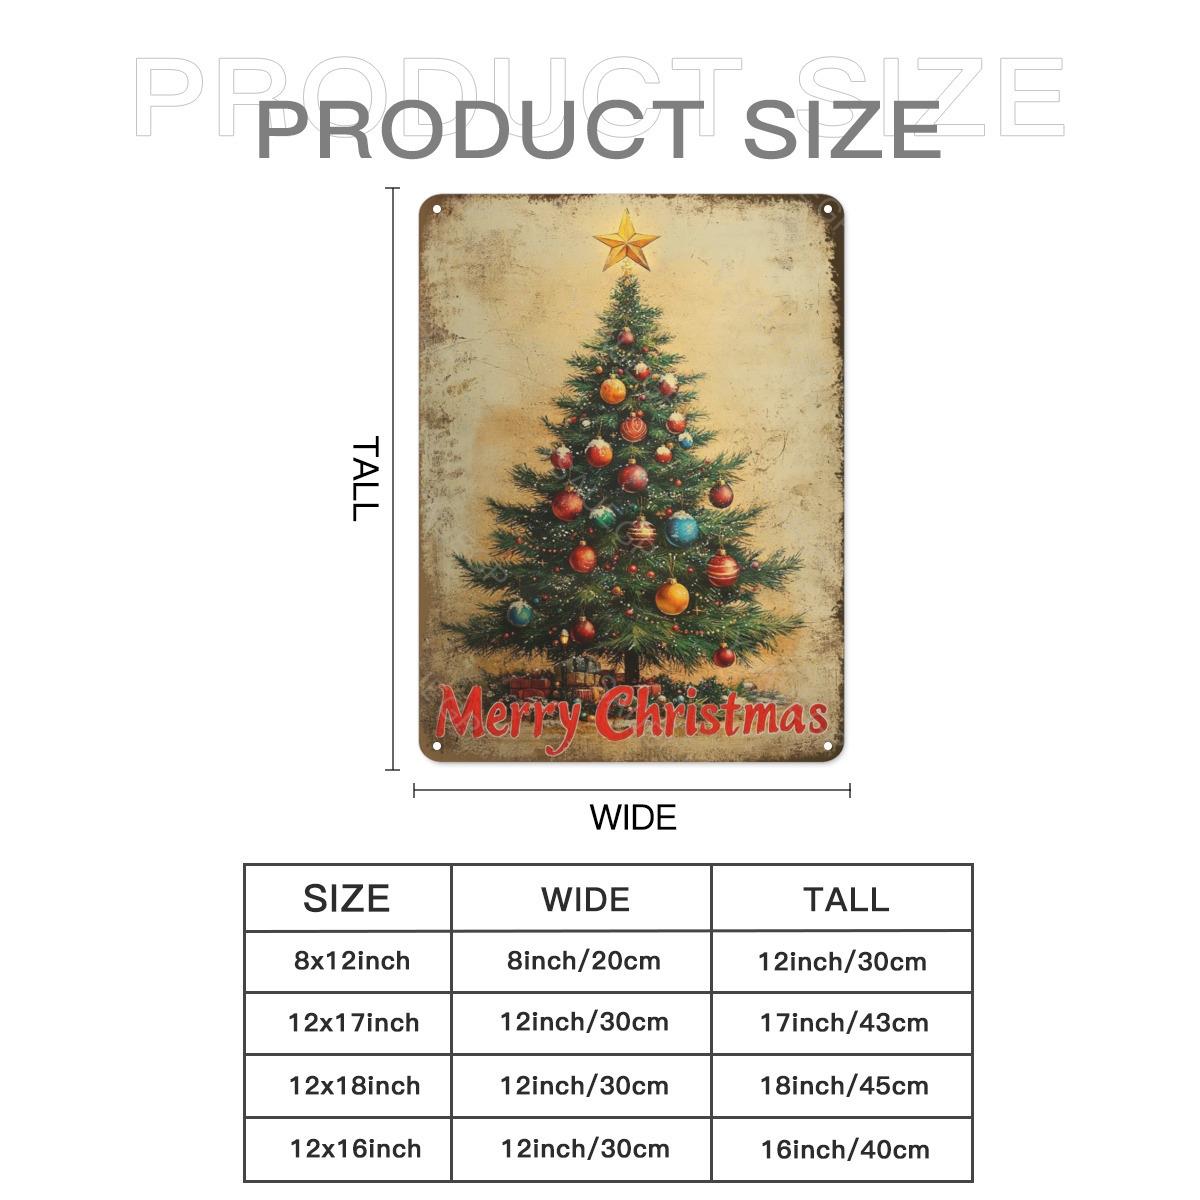 PRODUCT SIZE
PRODUCT SIZE
TALL
Merry Christmas
WIDE
SIZE WIDE TALL
8x12inch 8inch/20cm 12inch/30cm
12x17inch 12inch/30cm 17inch/43cm
12x18inch 12inch/30cm 18inch/45cm
12x16inch 12inch/30cm 16inch/40cm